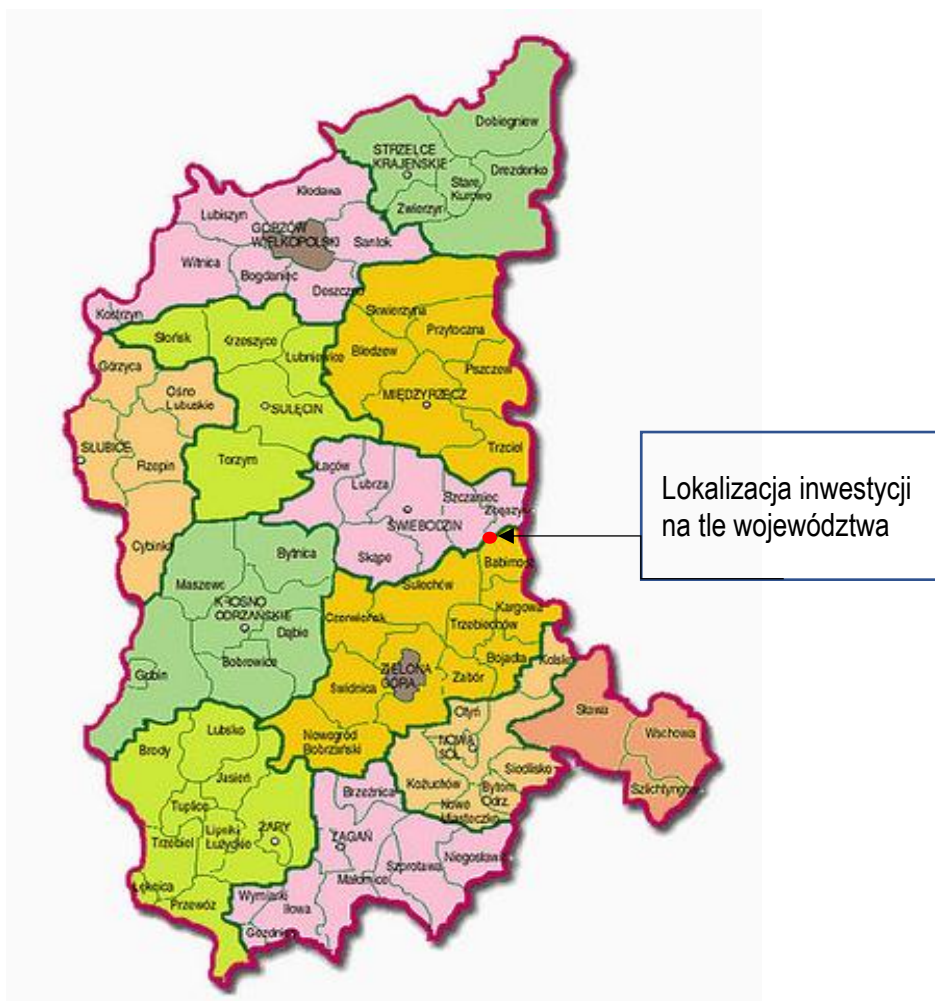 Dobiegniew
STRZELCE
KRAJEŃSKIE
Drezdenko
Stare
Kurowo
Zwierzyn
Kłodawa
Lubiszyn
GORZÓW
WIELKOPOLSKI
Santok
Witnica
Bogdaniec
Deszczno
Kostrzyn
Skwierzyna
Przytoczna
Słońsk
Krzeszyce
Lubniewice
Bledzew
Pszczew
Górzyca
Ośno
Lubuskie
MIĘDZYRZECZ
SULĘCIN
SŁUBICE
Rzepin
Torzym
Trzciel
Łagów
Lubrza
Szczaniec
ŚWIEBODZIN
Lokalizacja inwestycji
na tle województwa
Cybinka
Bytnica
Skąpe
Babimost
Maszewo
Sulechów
KROSNO
ODRZAŃSKIE
Czerwieńsk
Kargowa
Trzebiechów
Dąbie
Bobrowice
Gubin
ZIELONA
GÓRA
Zabór
Bojadła
Kolsko
Świdnica
Otyń
Sława
Lubsko
Brody
Nowogród
Bobrzański
NOWA
SÓL
Wschowa
Siedlisko
Jasień
Kożuchów
Bytom
Odrz.
Szlichtyngowa
Brzeźnica
Nowe
Miasteczko
Tuplice
Trzebiel
Lipinki
Łużyckie
ŻARY
ŻAGAŃ
Niegosławice
Szprotawa
Małomice
Łęknica
Przewóz
Wymiarki
Iłowa
Gozdnica